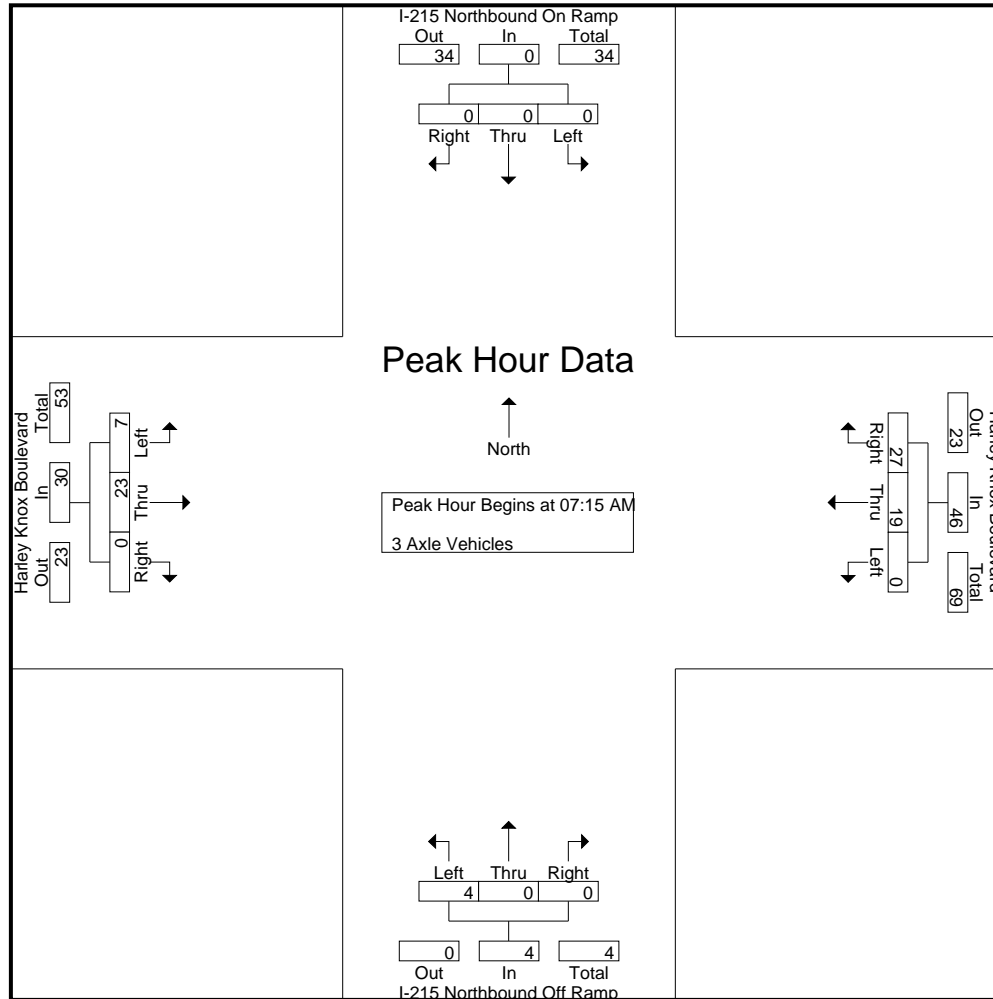 I-215 Northbound On Ramp
Out In Total
34 0 34
0 0 0
Right Thru Left
Peak Hour Data
North
Peak Hour Begins at 07:15 AM
3 Axle Vehicles
Harley Knox Boulevard
Out In Total
23 30 53
Left Thru Right
7 23 0
Harley Knox Boulevard
Out In Total
23 46 69
Right Thru Left
27 19 0
Left Thru Right
4 0 0
0 4 4
Out In Total
I-215 Northbound Off Ramp